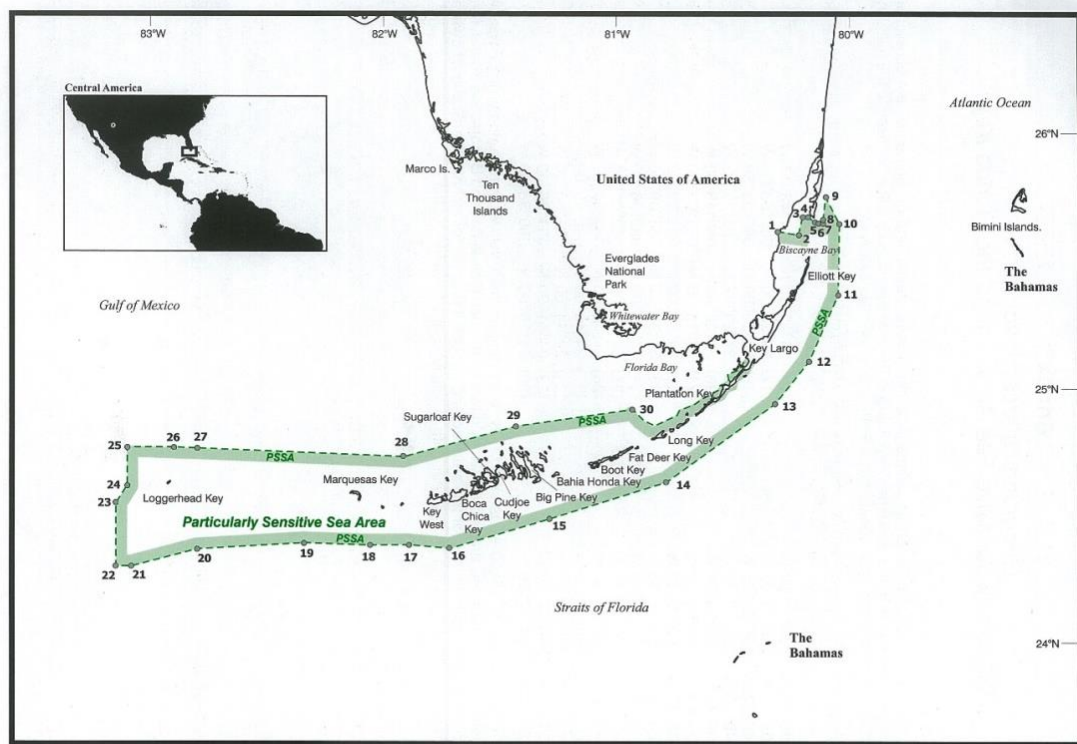 83°W
82°W
81°W
80°W
Central America
Atlantic Ocean
26°N
Marco Is.
Ten
Thousand
Islands
United States of America
Bimini Islands.
The
Bahamas
1
2
3
4
5
6
7
8
9
10
Biscayne Bay
Everglades
National
Park
Elliott Key
11
Gulf of Mexico
Whitewater Bay
PSSA
Key Largo
12
Florida Bay
25°N
Plantation Key
13
Sugarloaf Key
29
PSSA
30
25
26
27
PSSA
28
Long Key
Fat Deer Key
Boot Key
Bahia Honda Key
14
24
23
Loggerhead Key
Marquesas Key
Big Pine Key
Key
West
Boca
Chica
Key
Cudjoe
Key
15
Particularly Sensitive Sea Area
22
21
20
19
PSSA
18
17
16
Straits of Florida
The
Bahamas
24°N